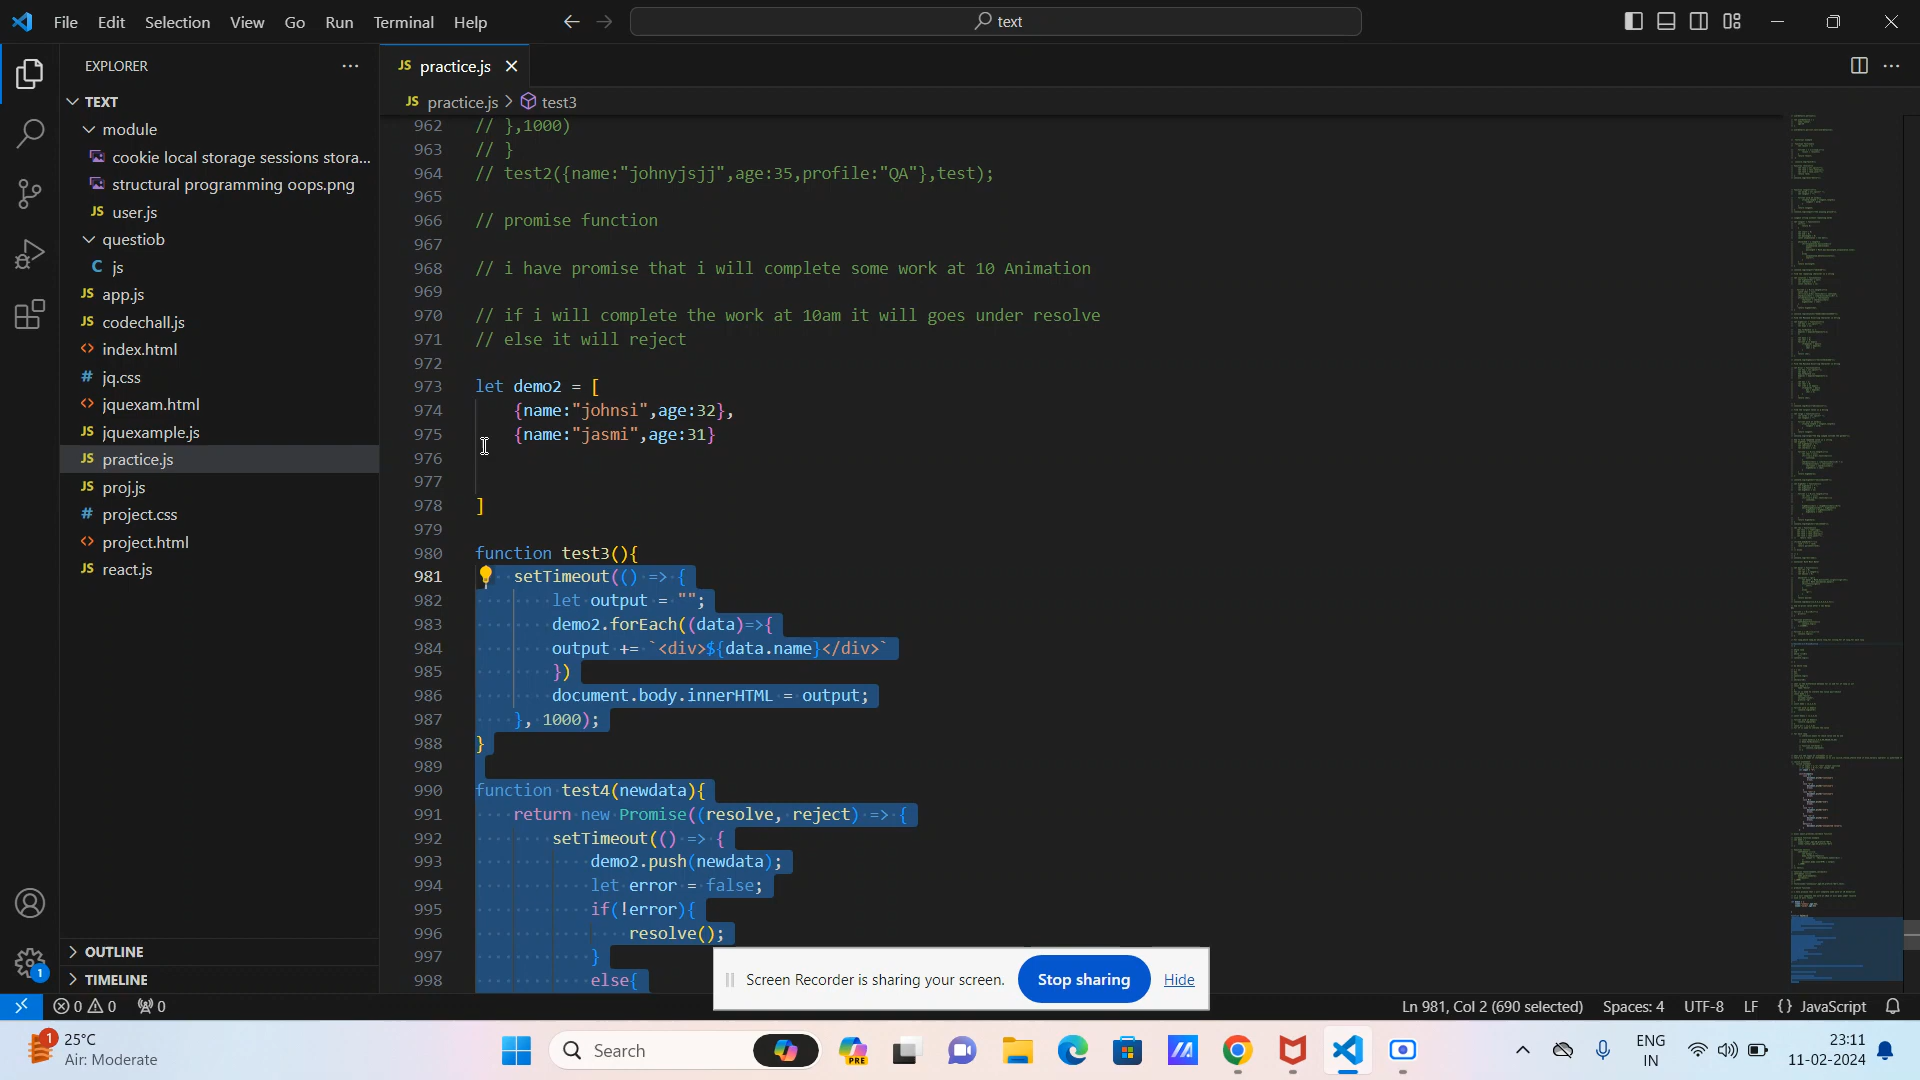 File Edit Selection View Go Run Terminal Help
text
EXPLORER
TEXT
module
cookie local storage sessions stora...
structural programming oops.png
JS user.js
questiob
C js
JS app.js
JS codechall.js
<> index.html
# jq.css
<> jquexam.html
JS jquexample.js
JS practice.js
JS proj.js
# project.css
<> project.html
JS react.js
OUTLINE
TIMELINE
JS practice.js
JS practice.js > test3
962 // },1000)
963 // }
964 // test2({name:"johnyjsjj",age:35,profile:"QA"},test);
965
966 // promise function
967
968 // i have promise that i will complete some work at 10 Animation
969
970 // if i will complete the work at 10am it will goes under resolve
971 // else it will reject
972
973 let demo2 = [
974 {name:"johnsi",age:32},
975 {name:"jasmi",age:31}
976
977
978 ]
979
980 function test3(){
981 setTimeout(() => {
982 let output = "";
983 demo2.forEach((data)=>{
984 output += `<div>${data.name}</div>`
985 })
986 document.body.innerHTML = output;
987 }, 1000);
988 }
989
990 function test4(newdata){
991 return new Promise((resolve, reject) => {
992 setTimeout(() => {
993 demo2.push(newdata);
994 let error = false;
995 if(!error){
996 resolve();
997 }
998 else{
Screen Recorder is sharing your screen. Stop sharing Hide
0 0 0
Ln 981, Col 2 (690 selected) Spaces: 4 UTF-8 LF {} JavaScript
1
25°C
Air: Moderate
Search
PRE
ENG
IN
23:11
11-02-2024